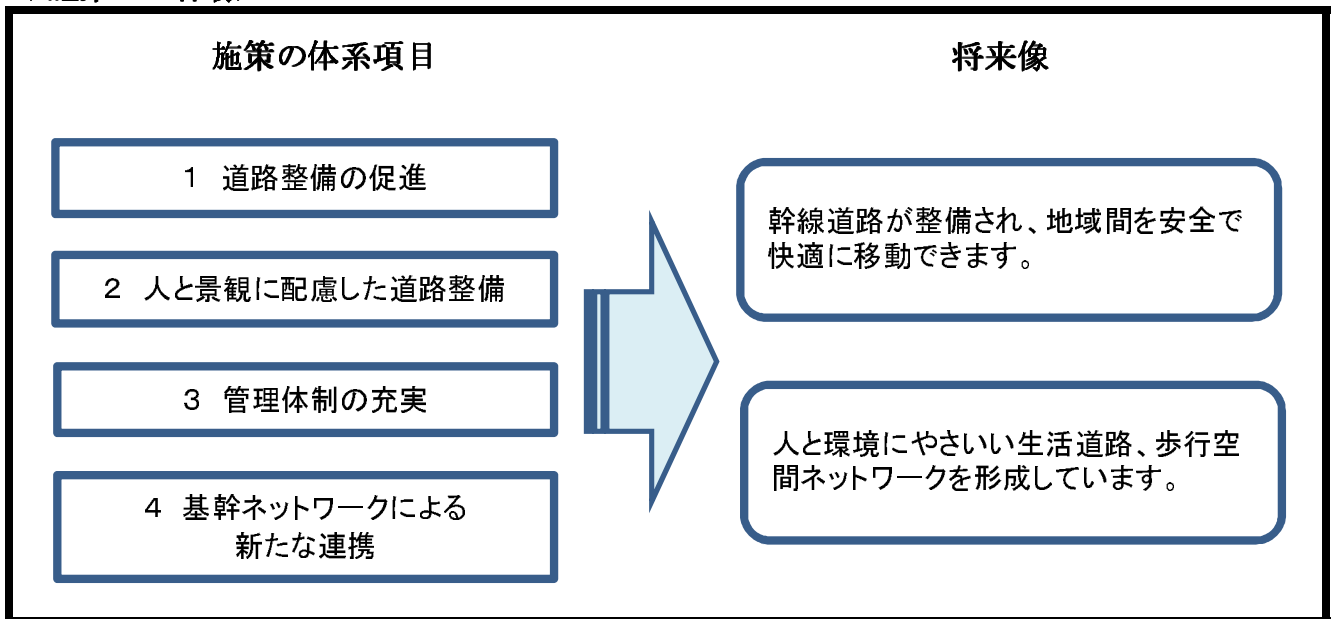 施策の体系項目
将来像
1 道路整備の促進
2 人と景観に配慮した道路整備
3 管理体制の充実
4 基幹ネットワークによる
新たな連携
幹線道路が整備され、地域間を安全で
快適に移動できます。
人と環境にやさいい生活道路、歩行空
間ネットワークを形成しています。